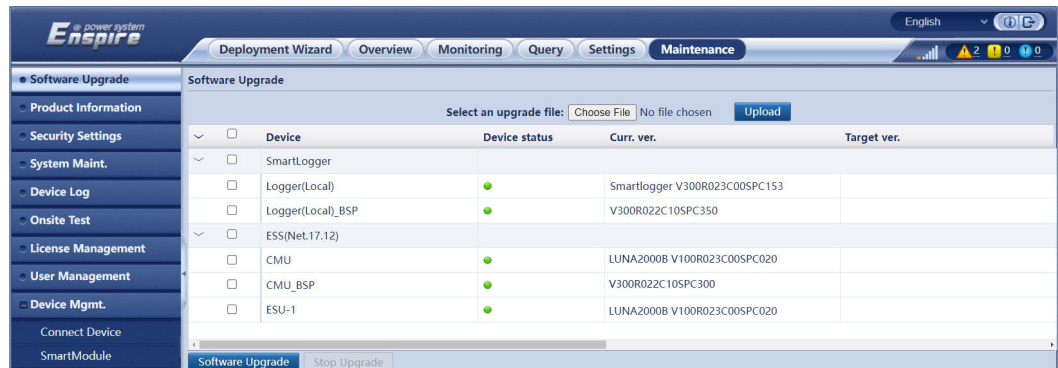 @ power system
Enspire
English
Deployment Wizard Overview Monitoring Query Settings Maintenance
2 0 0
Software Upgrade
Product Information
Security Settings
System Maint.
Device Log
Onsite Test
License Management
User Management
Device Mgmt.
Connect Device
SmartModule
Software Upgrade
Select an upgrade file: Choose File No file chosen Upload
Device Device status Curr. ver. Target ver.
SmartLogger
Logger(Local) Smartlogger V300R023C00SPC153
Logger(Local)_BSP V300R022C10SPC350
ESS(Net.17.12)
CMU LUNA2000B V100R023C00SPC020
CMU_BSP V300R022C10SPC300
ESU-1 LUNA2000B V100R023C00SPC020
Software Upgrade Stop Upgrade